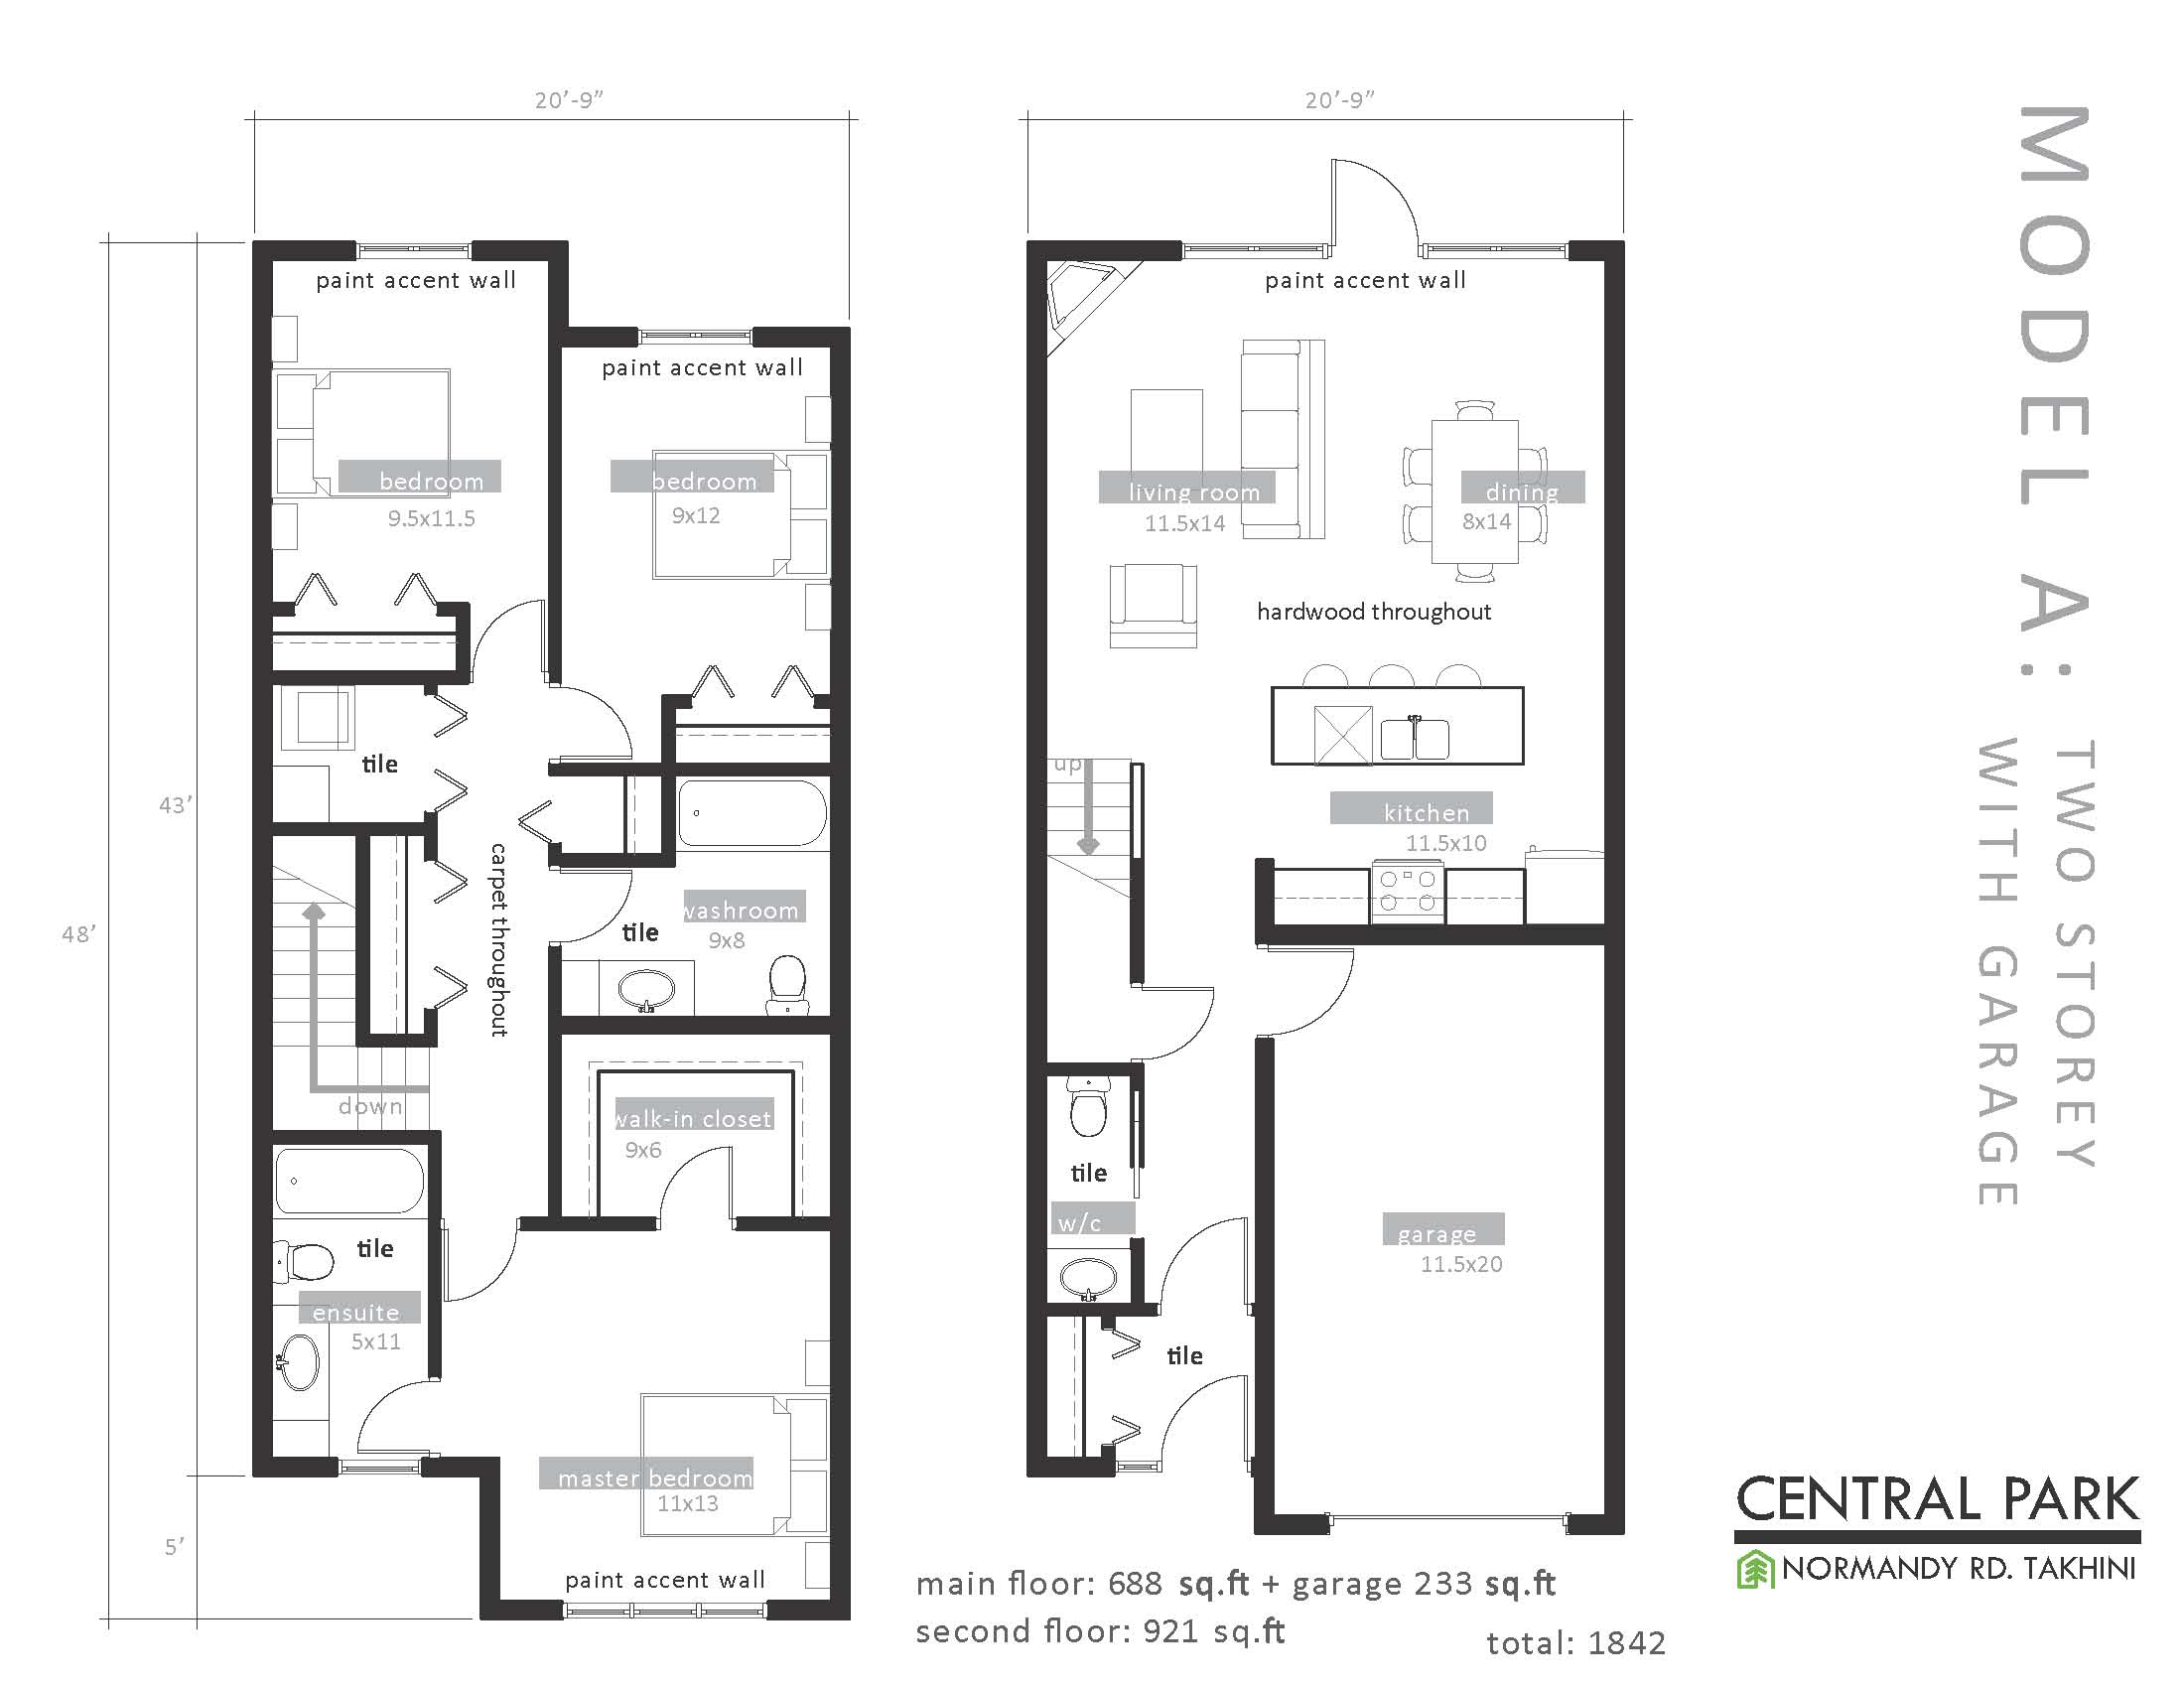 20'-9"
20'-9"
paint accent wall
paint accent wall
bedroom
9.5x11.5
paint accent wall
bedroom
9x12
living room
11.5x14
dining
8x14
hardwood throughout
tile
43'
48'
carpet throughout
washroom
9x8
tile
down
walk-in closet
9x6
tile
ensuite
5x11
master bedroom
11x13
paint accent wall
5'
up
kitchen
11.5x10
tile
w/c
garage
11.5x20
tile
MODEL A: TWO STOREY
WITH GARAGE
main floor: 688 sq.ft + garage 233 sq.ft
second floor: 921 sq.ft
total: 1842
CENTRAL PARK
NORMANDY RD. TAKHINI